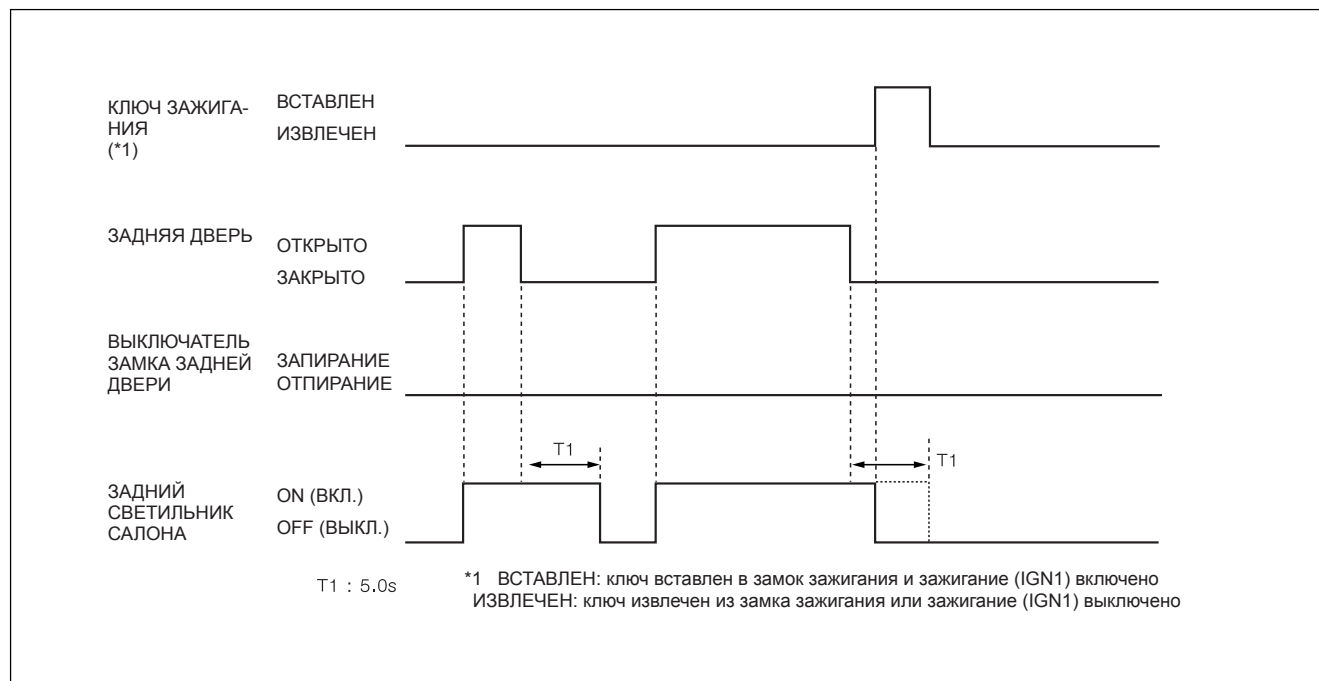 КЛЮЧ ЗАЖИГА-
НИЯ
(*1)
ВСТАВЛЕН
ИЗВЛЕЧЕН
ЗАДНЯЯ ДВЕРЬ
ОТКРЫТО
ЗАКРЫТО
ВЫКЛЮЧАТЕЛЬ
ЗАМКА ЗАДНЕЙ
ДВЕРИ
ЗАПИРАНИЕ
ОТПИРАНИЕ
T1
T1
ЗАДНИЙ
СВЕТИЛЬНИК
САЛОНА
ON (ВКЛ.)
OFF (ВЫКЛ.)
T1 : 5.0s
*1 ВСТАВЛЕН: ключ вставлен в замок зажигания и зажигание (IGN1) включено
ИЗВЛЕЧЕН: ключ извлечен из замка зажигания или зажигание (IGN1) выключено